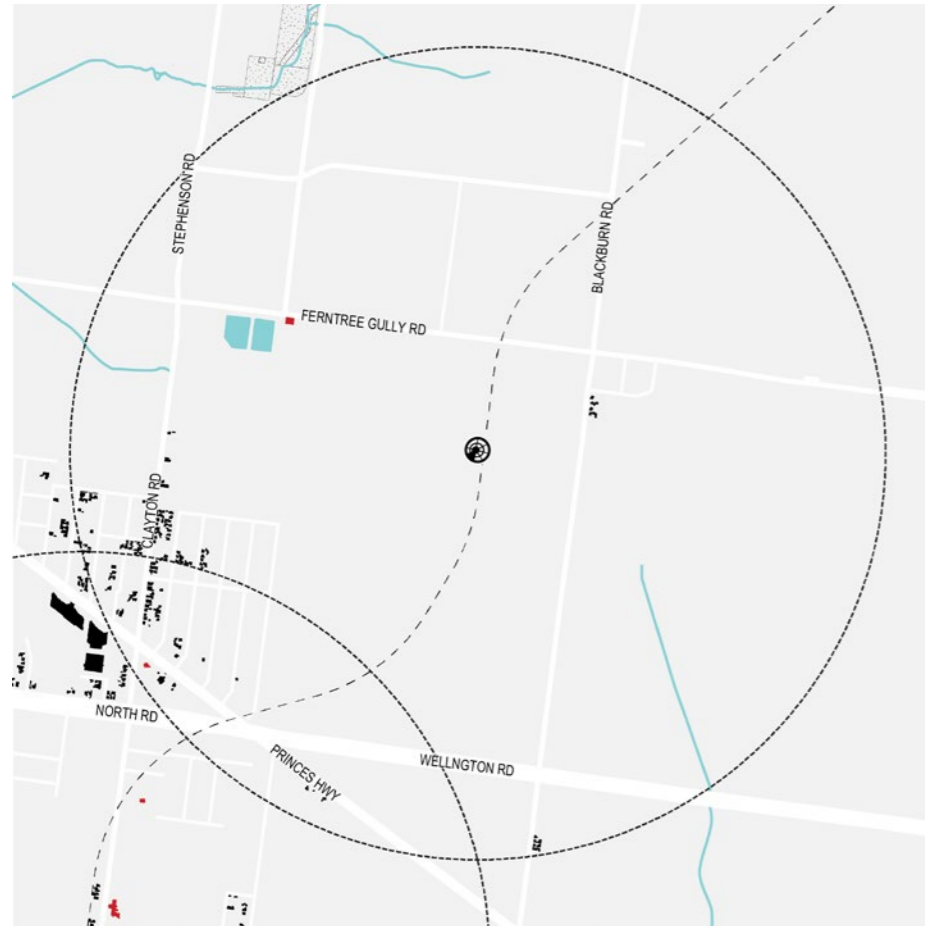 STEPHENSON RD
BLACKBURN RD
FERNTREE GULLY RD
CLAYTON RD
NORTH RD
WELLNGTON RD
PRINCES HWY